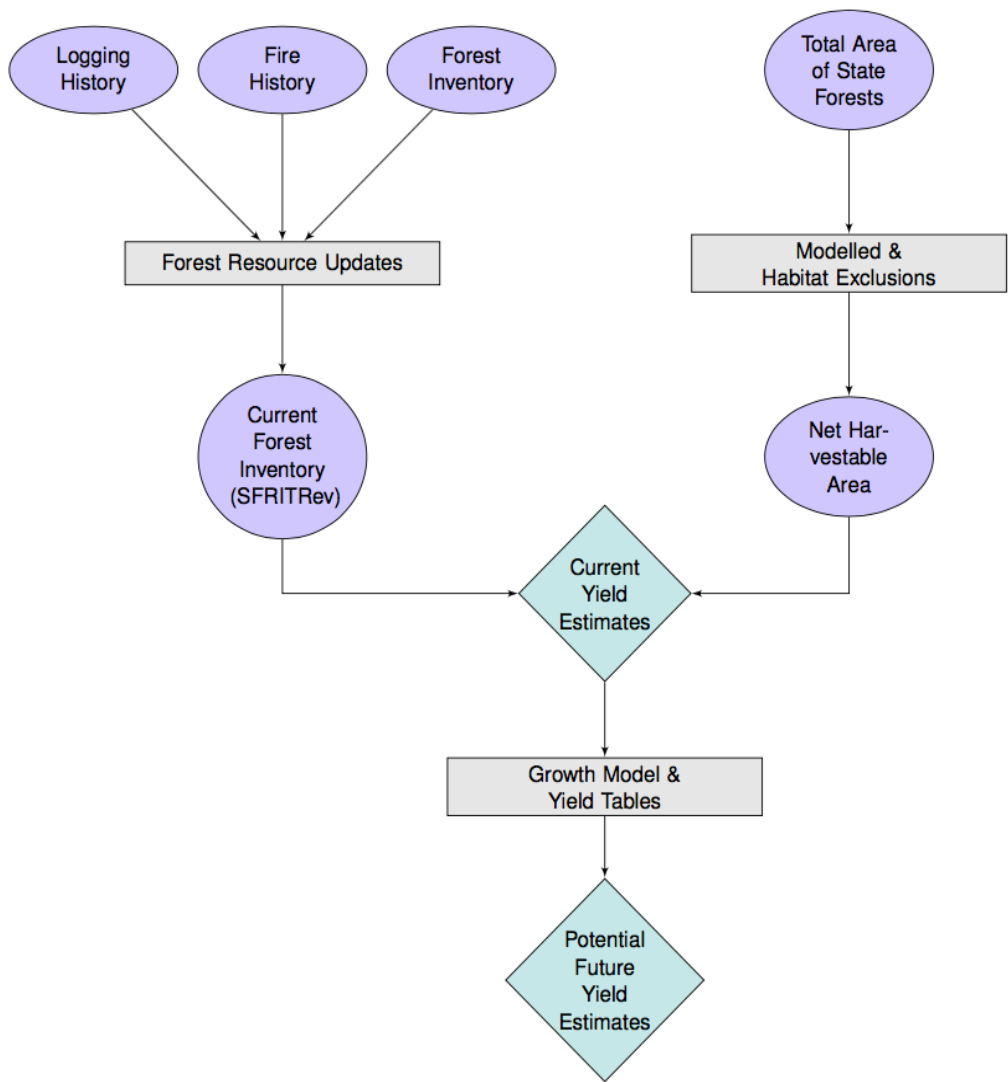 Logging
History
Fire
History
Forest
Inventory
Total Area
of State
Forests
Forest Resource Updates
Modelled &
Habitat Exclusions
Current
Forest
Inventory
(SFRITRev)
Net Har-
vestable
Area
Current
Yield
Estimates
Growth Model &
Yield Tables
Potential
Future
Yield
Estimates